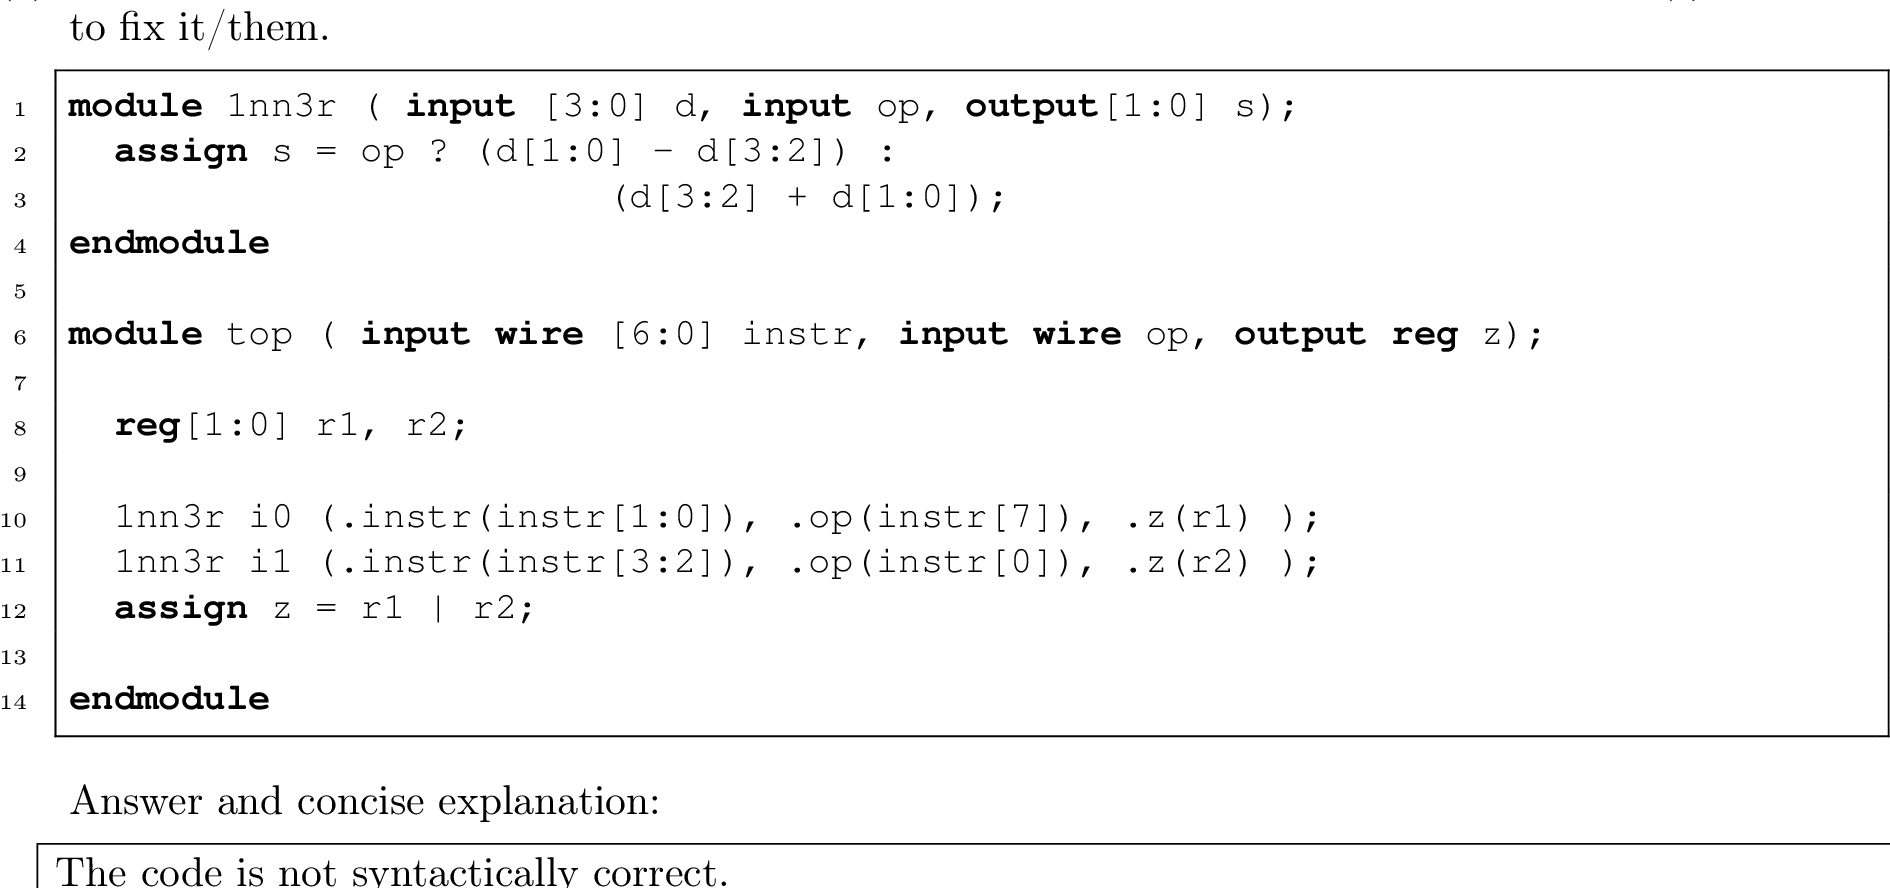 to fix it/them.
1 module 1nn3r ( input [3:0] d, input op, output[1:0] s);
2 assign s = op ? (d[1:0] - d[3:2]) :
3 (d[3:2] + d[1:0]);
4 endmodule
5
6 module top ( input wire [6:0] instr, input wire op, output reg z);
7
8 reg[1:0] r1, r2;
9
10 1nn3r i0 (.instr(instr[1:0]), .op(instr[7]), .z(r1) );
11 1nn3r i1 (.instr(instr[3:2]), .op(instr[0]), .z(r2) );
12 assign z = r1 | r2;
13
14 endmodule
Answer and concise explanation:
The code is not syntactically correct.